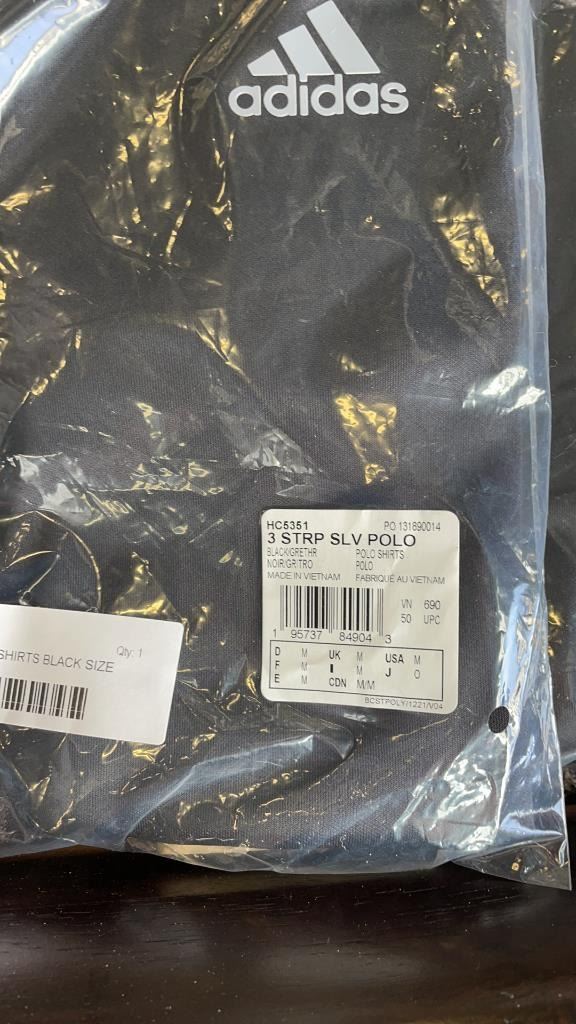 adidas
HC5351 PO 131890014
3 STRP SLV POLO
BLACK/GRETHR POLO SHIRTS
NOIR/GRITRO POLO
MADE IN VIETNAM FABRIQUÉ AU VIETNAM
VN 690
50 UPC
1 95737 84904 3
D M UK M USA M
F M I M J O
E M CDN M/M
BCSTPOLY/1221/V04
Qty: 1
SHIRTS BLACK SIZE